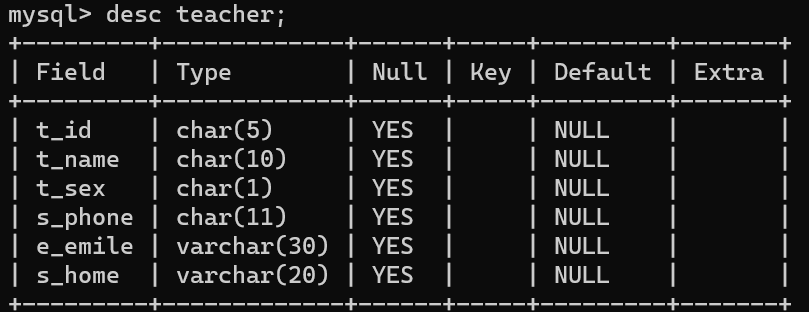 mysql> desc teacher;
+---------+-------------+------+-----+---------+-------+
| Field   | Type        | Null | Key | Default | Extra |
+---------+-------------+------+-----+---------+-------+
| t_id    | char(5)     | YES  |     | NULL    |       |
| t_name  | char(10)    | YES  |     | NULL    |       |
| t_sex   | char(1)     | YES  |     | NULL    |       |
| s_phone | char(11)    | YES  |     | NULL    |       |
| e_emile | varchar(30) | YES  |     | NULL    |       |
| s_home  | varchar(20) | YES  |     | NULL    |       |
+---------+-------------+------+-----+---------+-------+